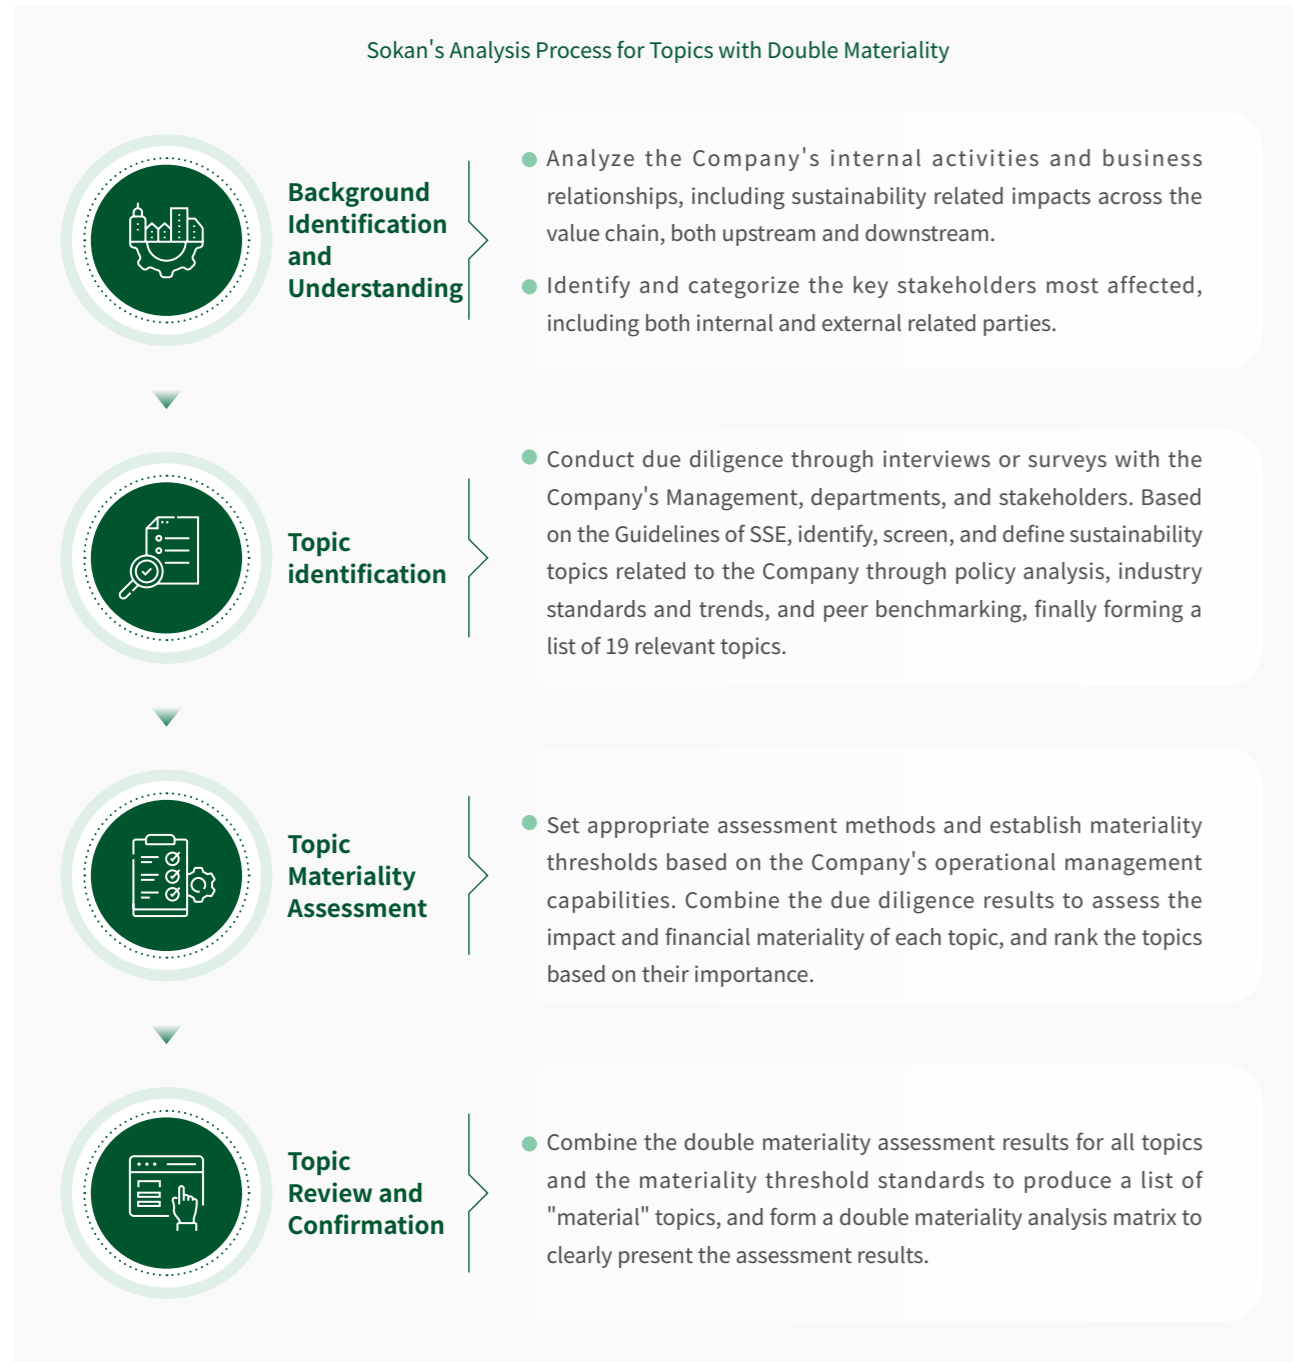 Sokan's Analysis Process for Topics with Double Materiality
Background
Identification
and
Understanding
Analyze the Company's internal activities and business
relationships, including sustainability related impacts across the
value chain, both upstream and downstream.
Identify and categorize the key stakeholders most affected,
including both internal and external related parties.
Topic
identification
Conduct due diligence through interviews or surveys with the
Company's Management, departments, and stakeholders. Based
on the Guidelines of SSE, identify, screen, and define sustainability
topics related to the Company through policy analysis, industry
standards and trends, and peer benchmarking, finally forming a
list of 19 relevant topics.
Topic
Materiality
Assessment
Set appropriate assessment methods and establish materiality
thresholds based on the Company's operational management
capabilities. Combine the due diligence results to assess the
impact and financial materiality of each topic, and rank the topics
based on their importance.
Topic
Review and
Confirmation
Combine the double materiality assessment results for all topics
and the materiality threshold standards to produce a list of
"material" topics, and form a double materiality analysis matrix to
clearly present the assessment results.